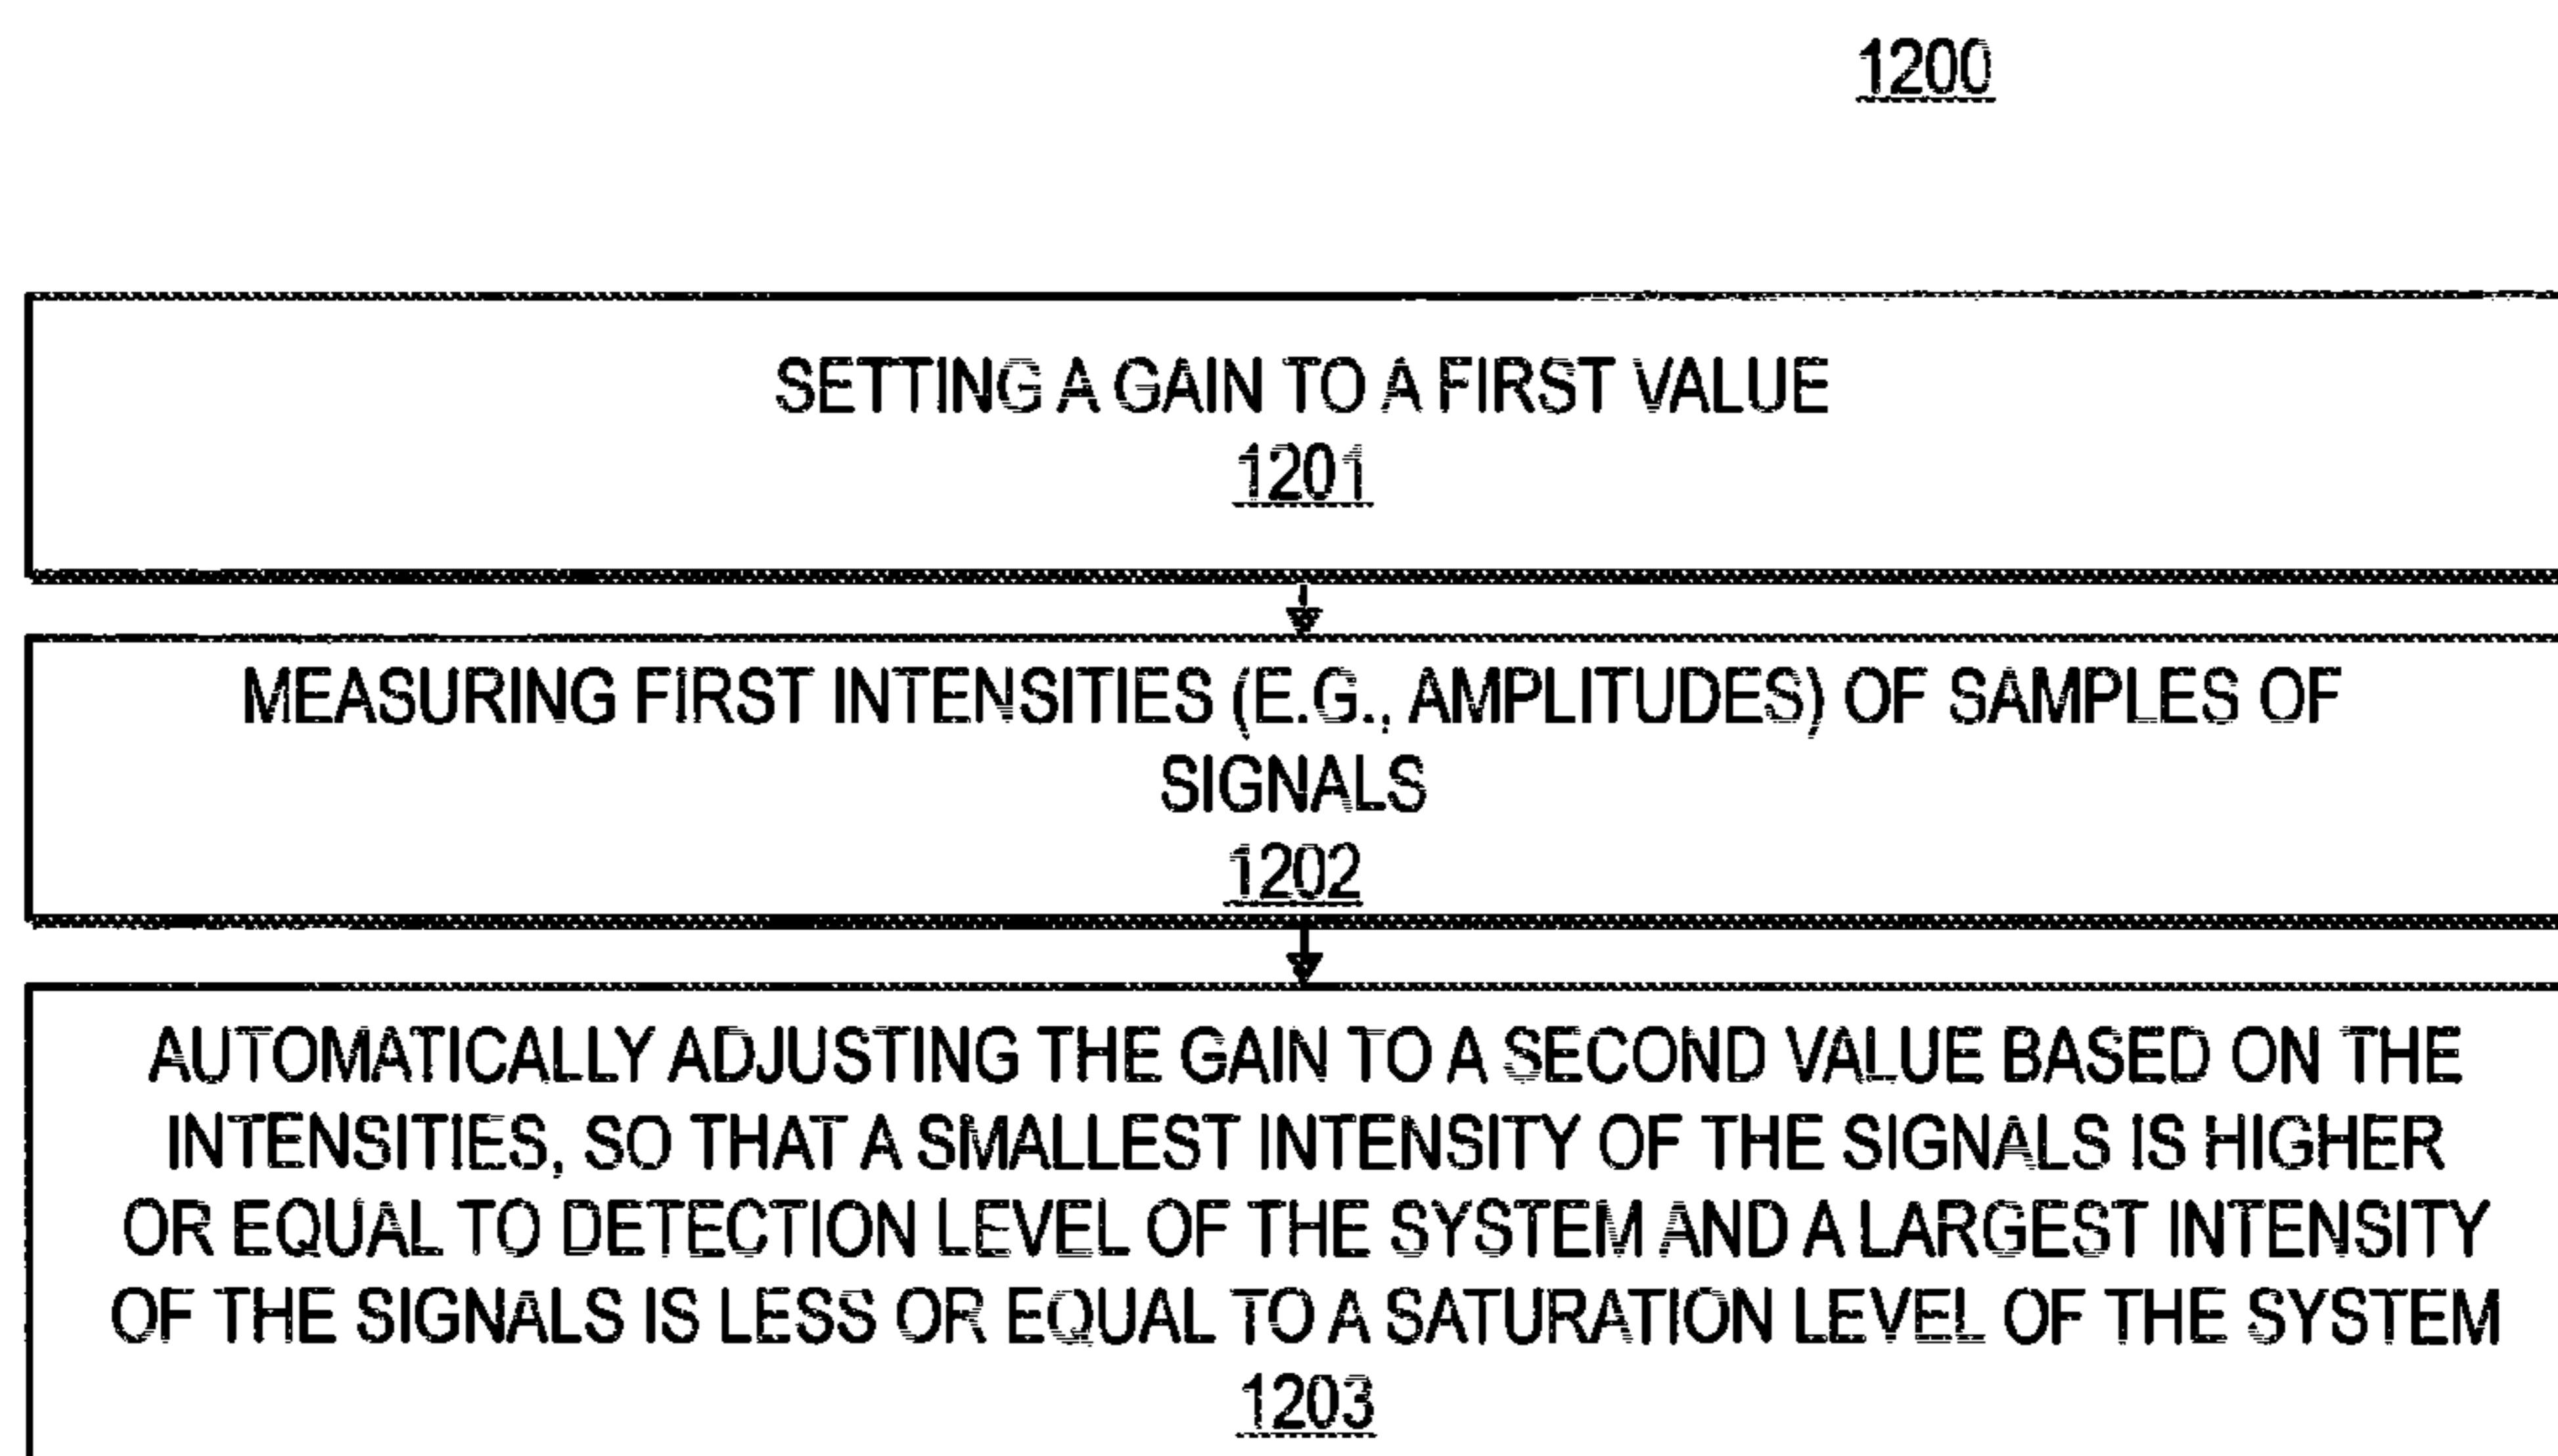 1200
SETTING A GAIN TO A FIRST VALUE
1201
MEASURING FIRST INTENSITIES (E.G., AMPLITUDES) OF SAMPLES OF
SIGNALS
1202
AUTOMATICALLY ADJUSTING THE GAIN TO A SECOND VALUE BASED ON THE
INTENSITIES, SO THAT A SMALLEST INTENSITY OF THE SIGNALS IS HIGHER
OR EQUAL TO DETECTION LEVEL OF THE SYSTEM AND A LARGEST INTENSITY
OF THE SIGNALS IS LESS OR EQUAL TO A SATURATION LEVEL OF THE SYSTEM
1203